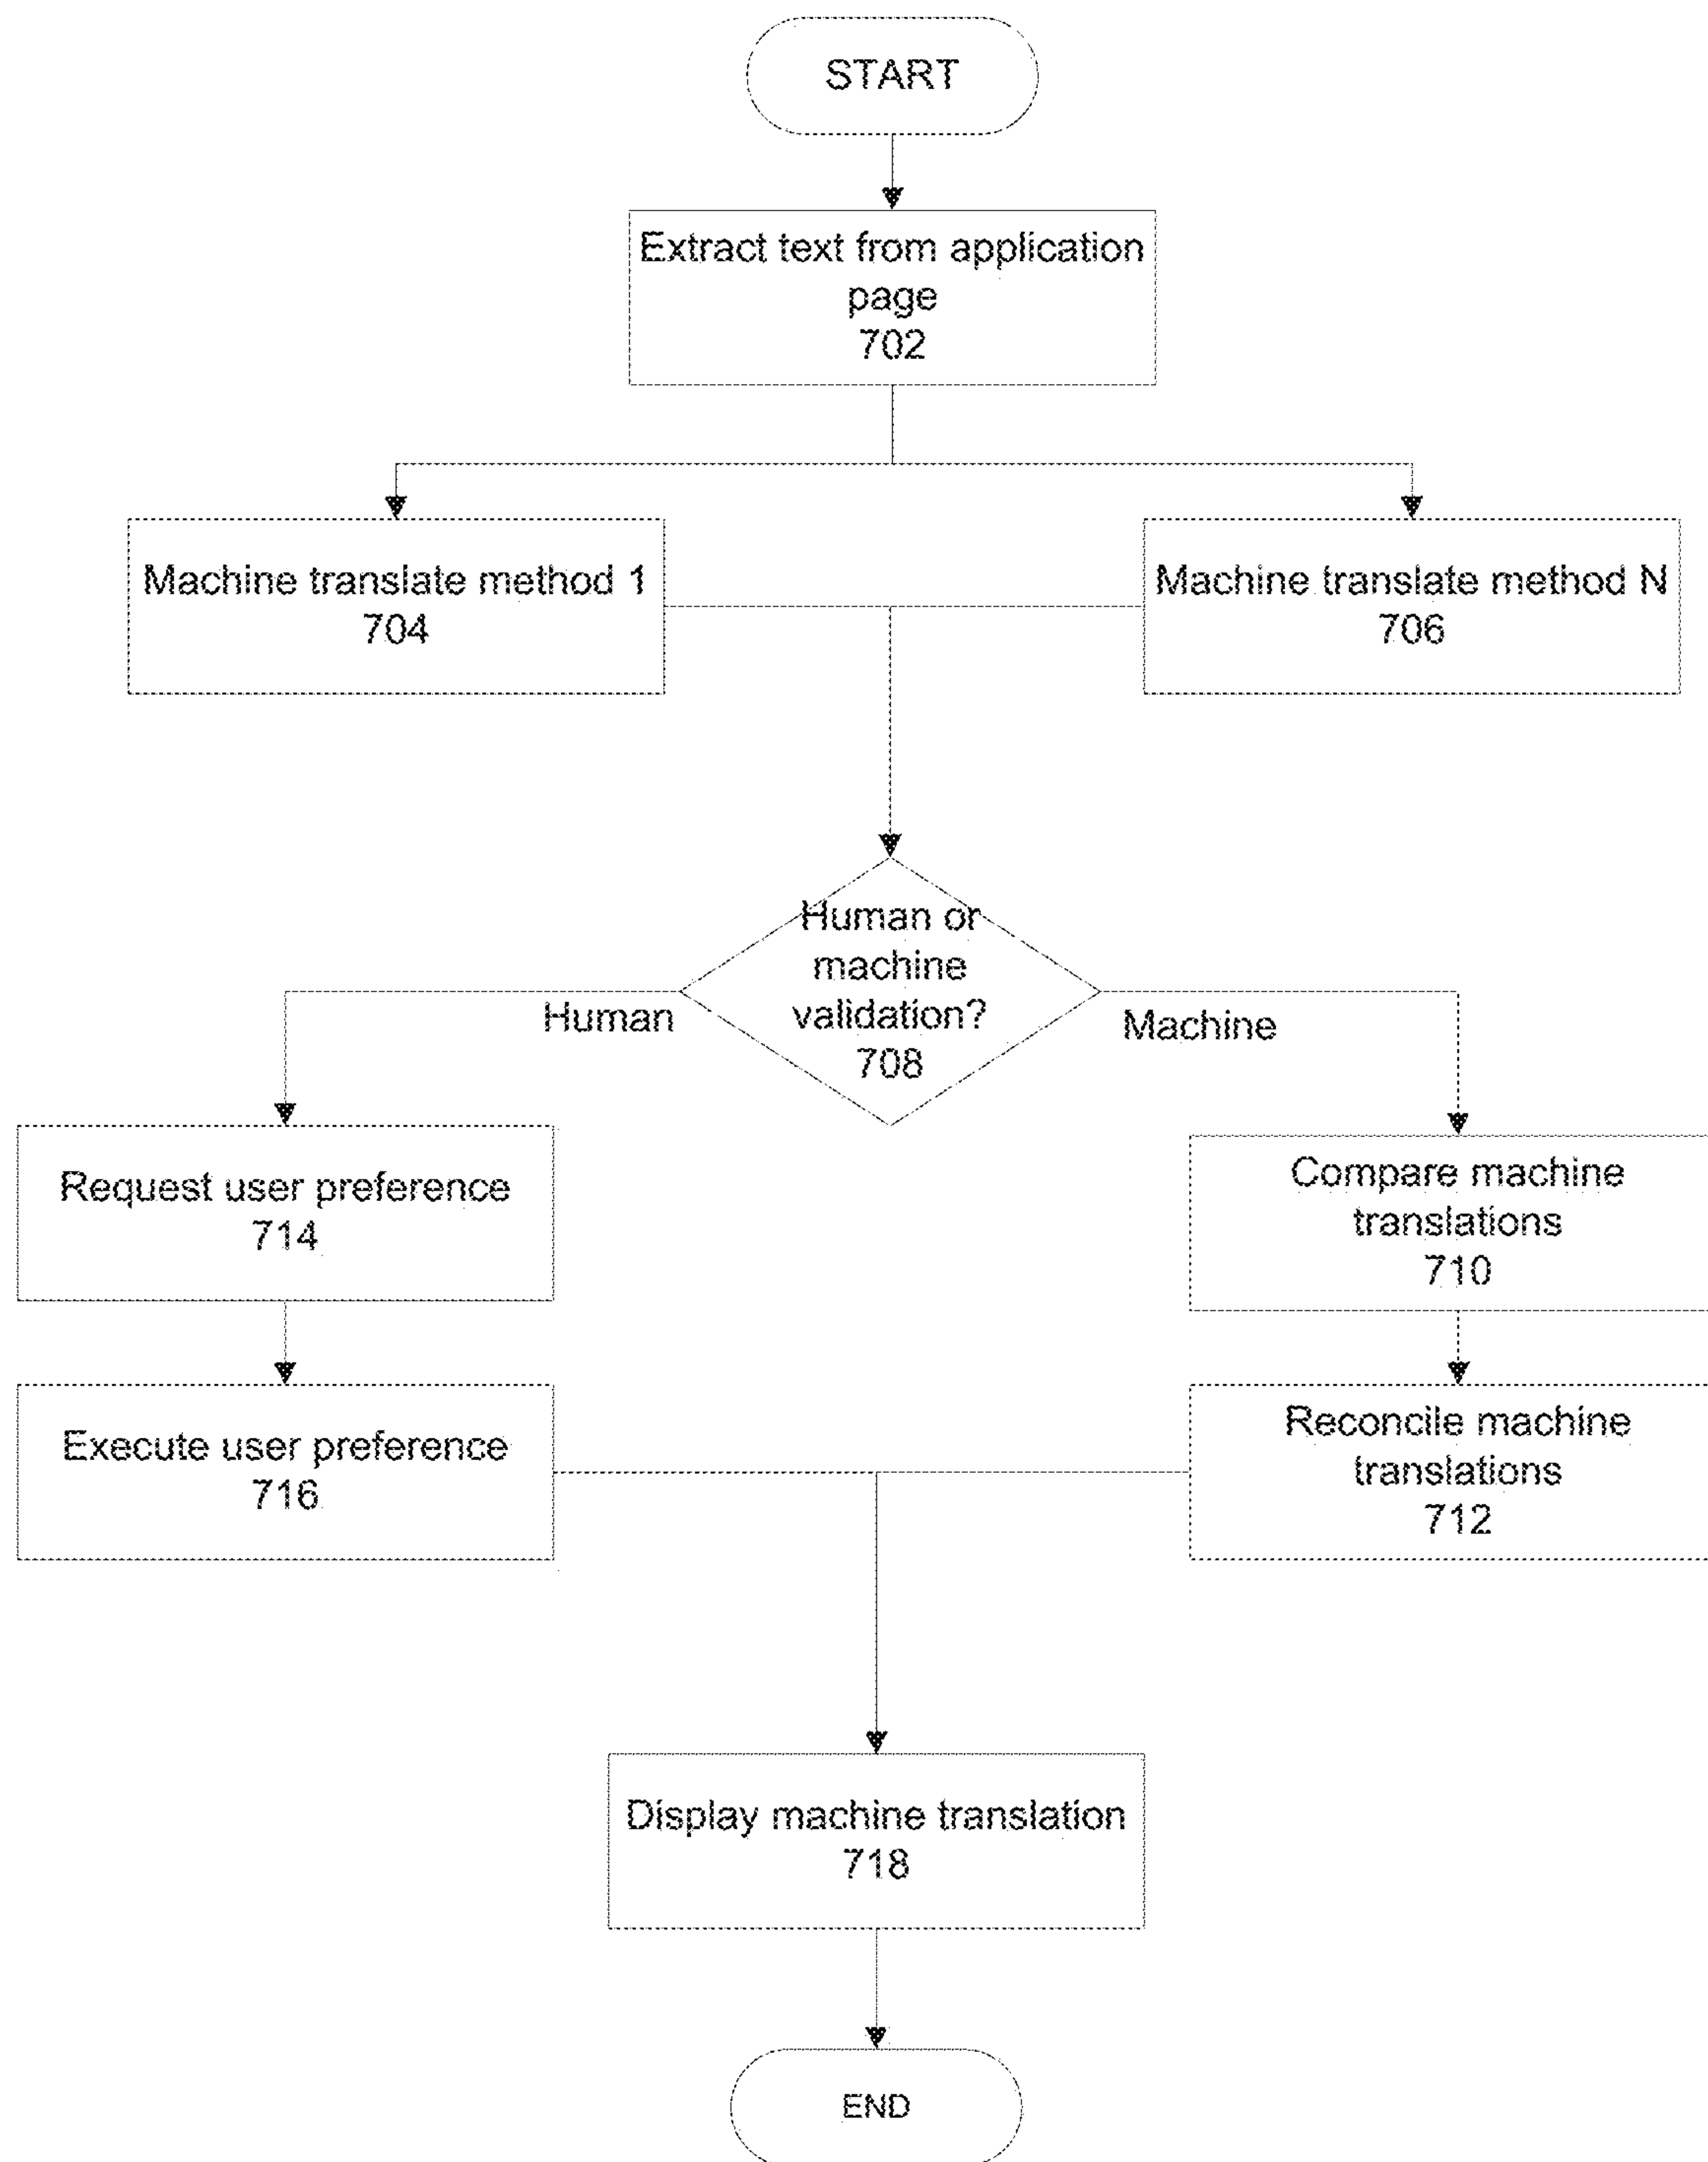 START
Extract text from application
page
702
Machine translate method 1
704
Machine translate method N
706
Human or
machine
validation?
708
Human
Machine
Request user preference
714
Compare machine
translations
710
Execute user preference
716
Reconcile machine
translations
712
Display machine translation
718
END